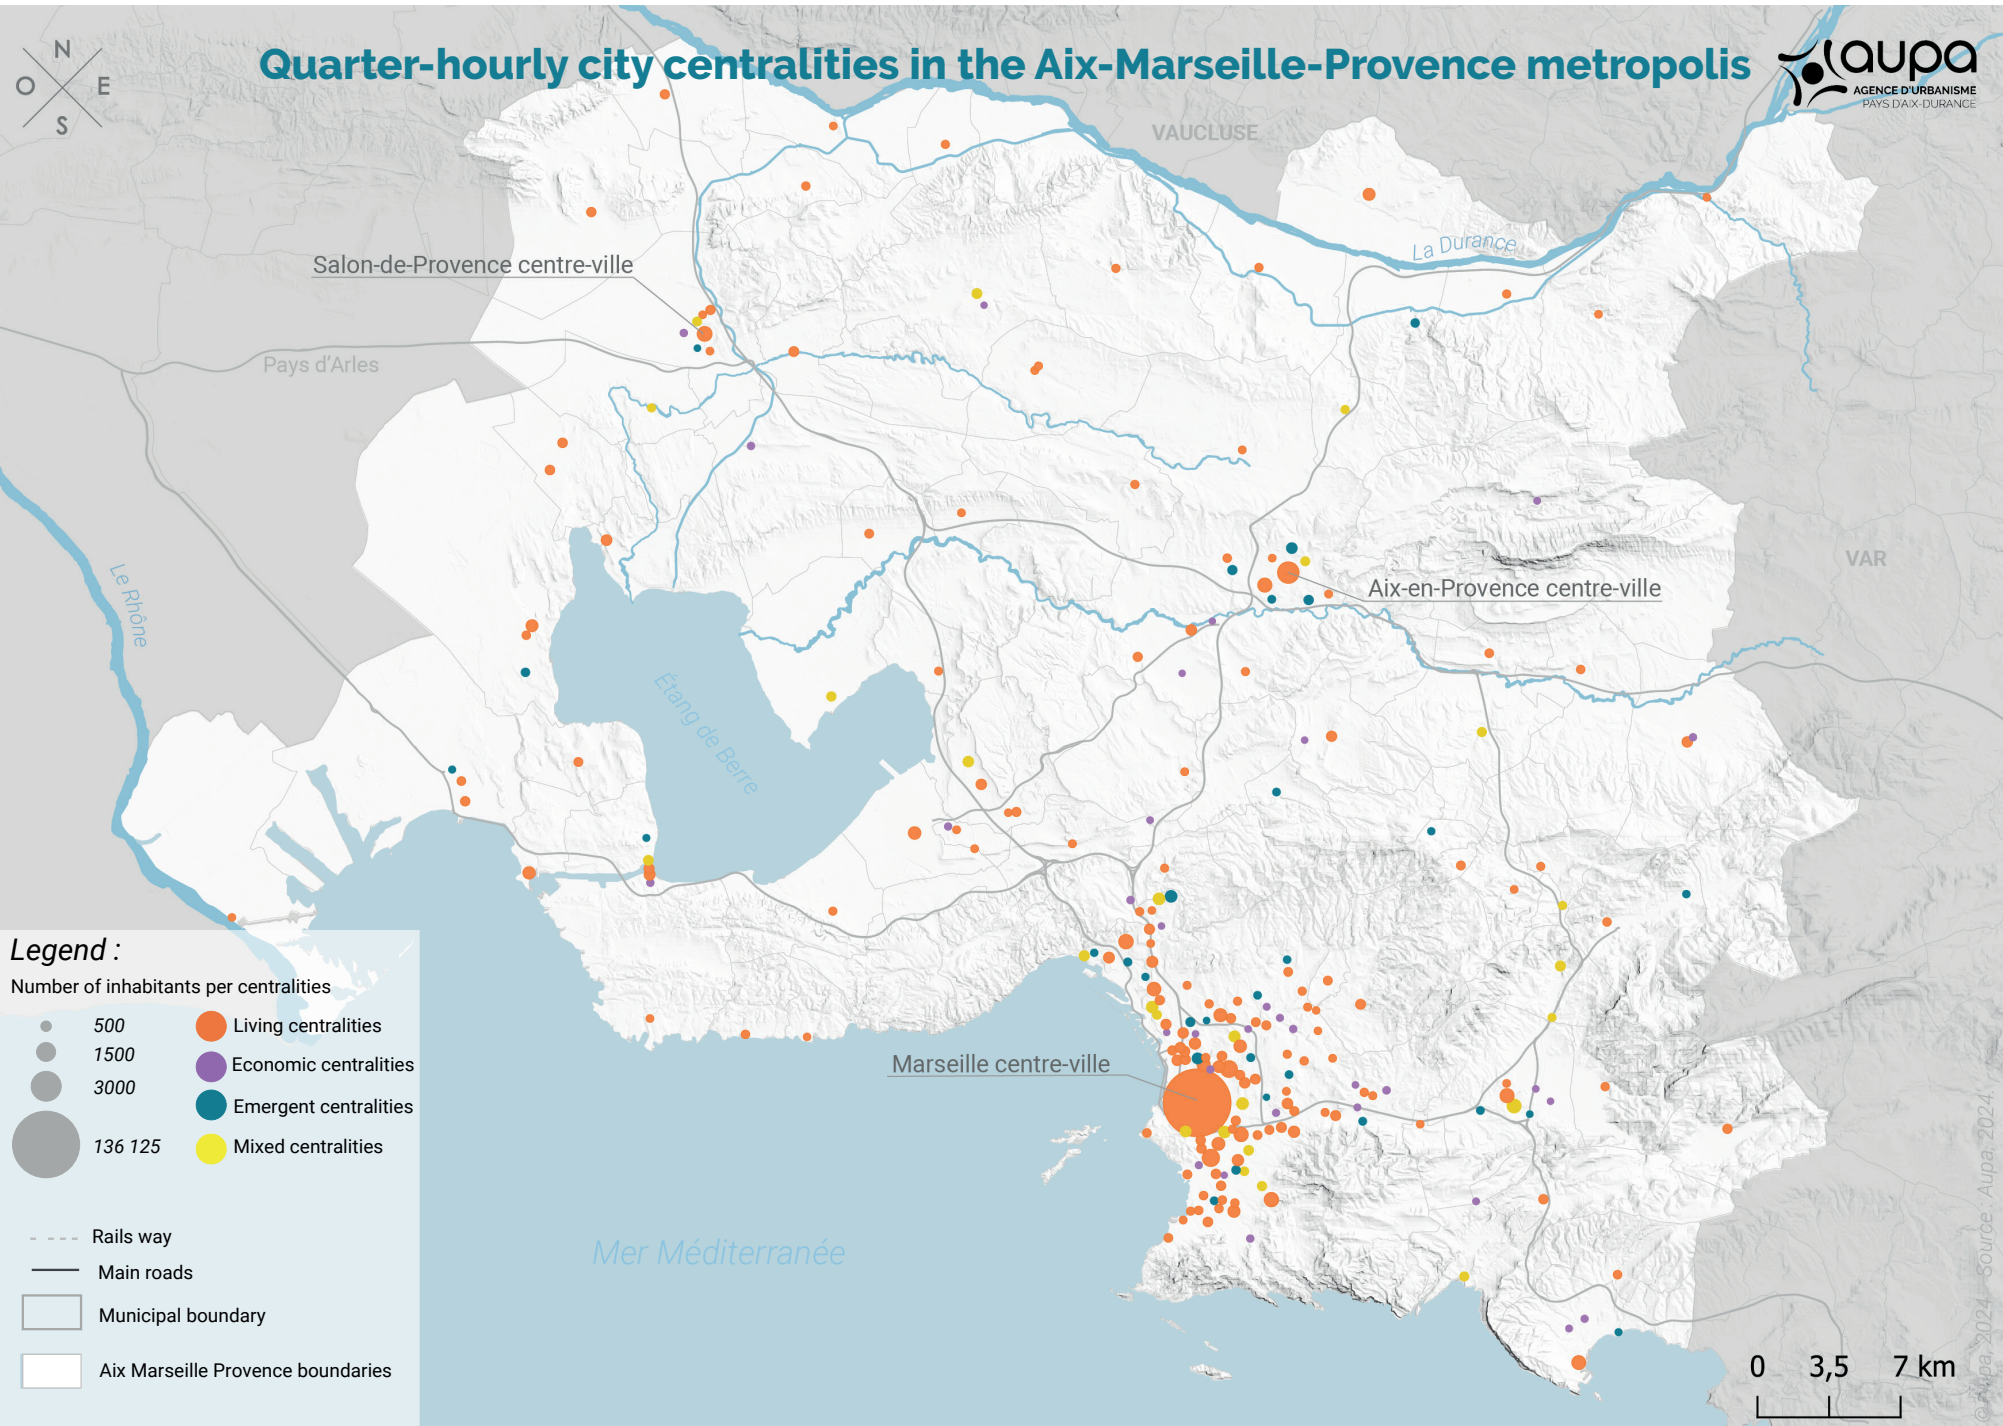 Quarter-hourly city centralities in the Aix-Marseille-Provence metropolis
N
O E
S
aupa
AGENCE D'URBANISME
PAYS D'AIX-DURANCE
VAUCLUSE
La Durance
Salon-de-Provence centre-ville
Pays d'Arles
Le Rhône
VAR
Aix-en-Provence centre-ville
Étang de Berre
Marseille centre-ville
Mer Méditerranée
Legend :
Number of inhabitants per centralities
500
1500
3000
136 125
Living centralities
Economic centralities
Emergent centralities
Mixed centralities
Rails way
Main roads
Municipal boundary
Aix Marseille Provence boundaries
0 3,5 7 km
© Aupa, 2024. Source: Aupa, 2024.